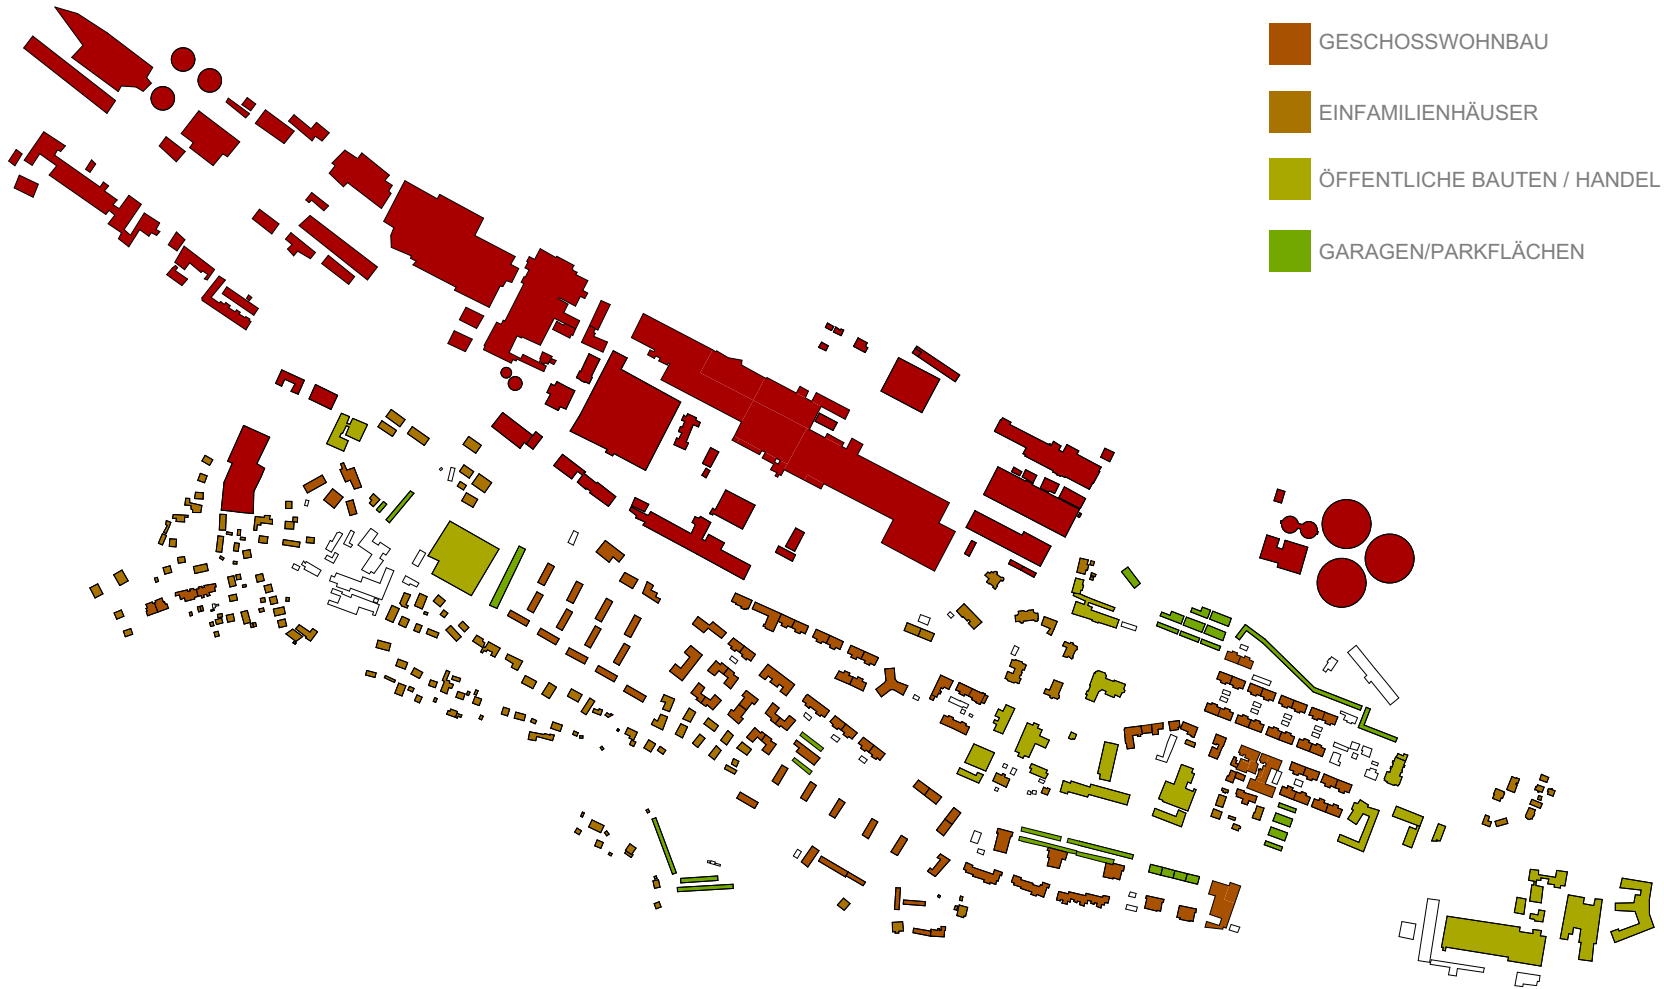 GESCHOSSWOHNBAU
EINFAMILIENHÄUSER
ÖFFENTLICHE BAUTEN / HANDEL
GARAGEN/PARKFLÄCHEN